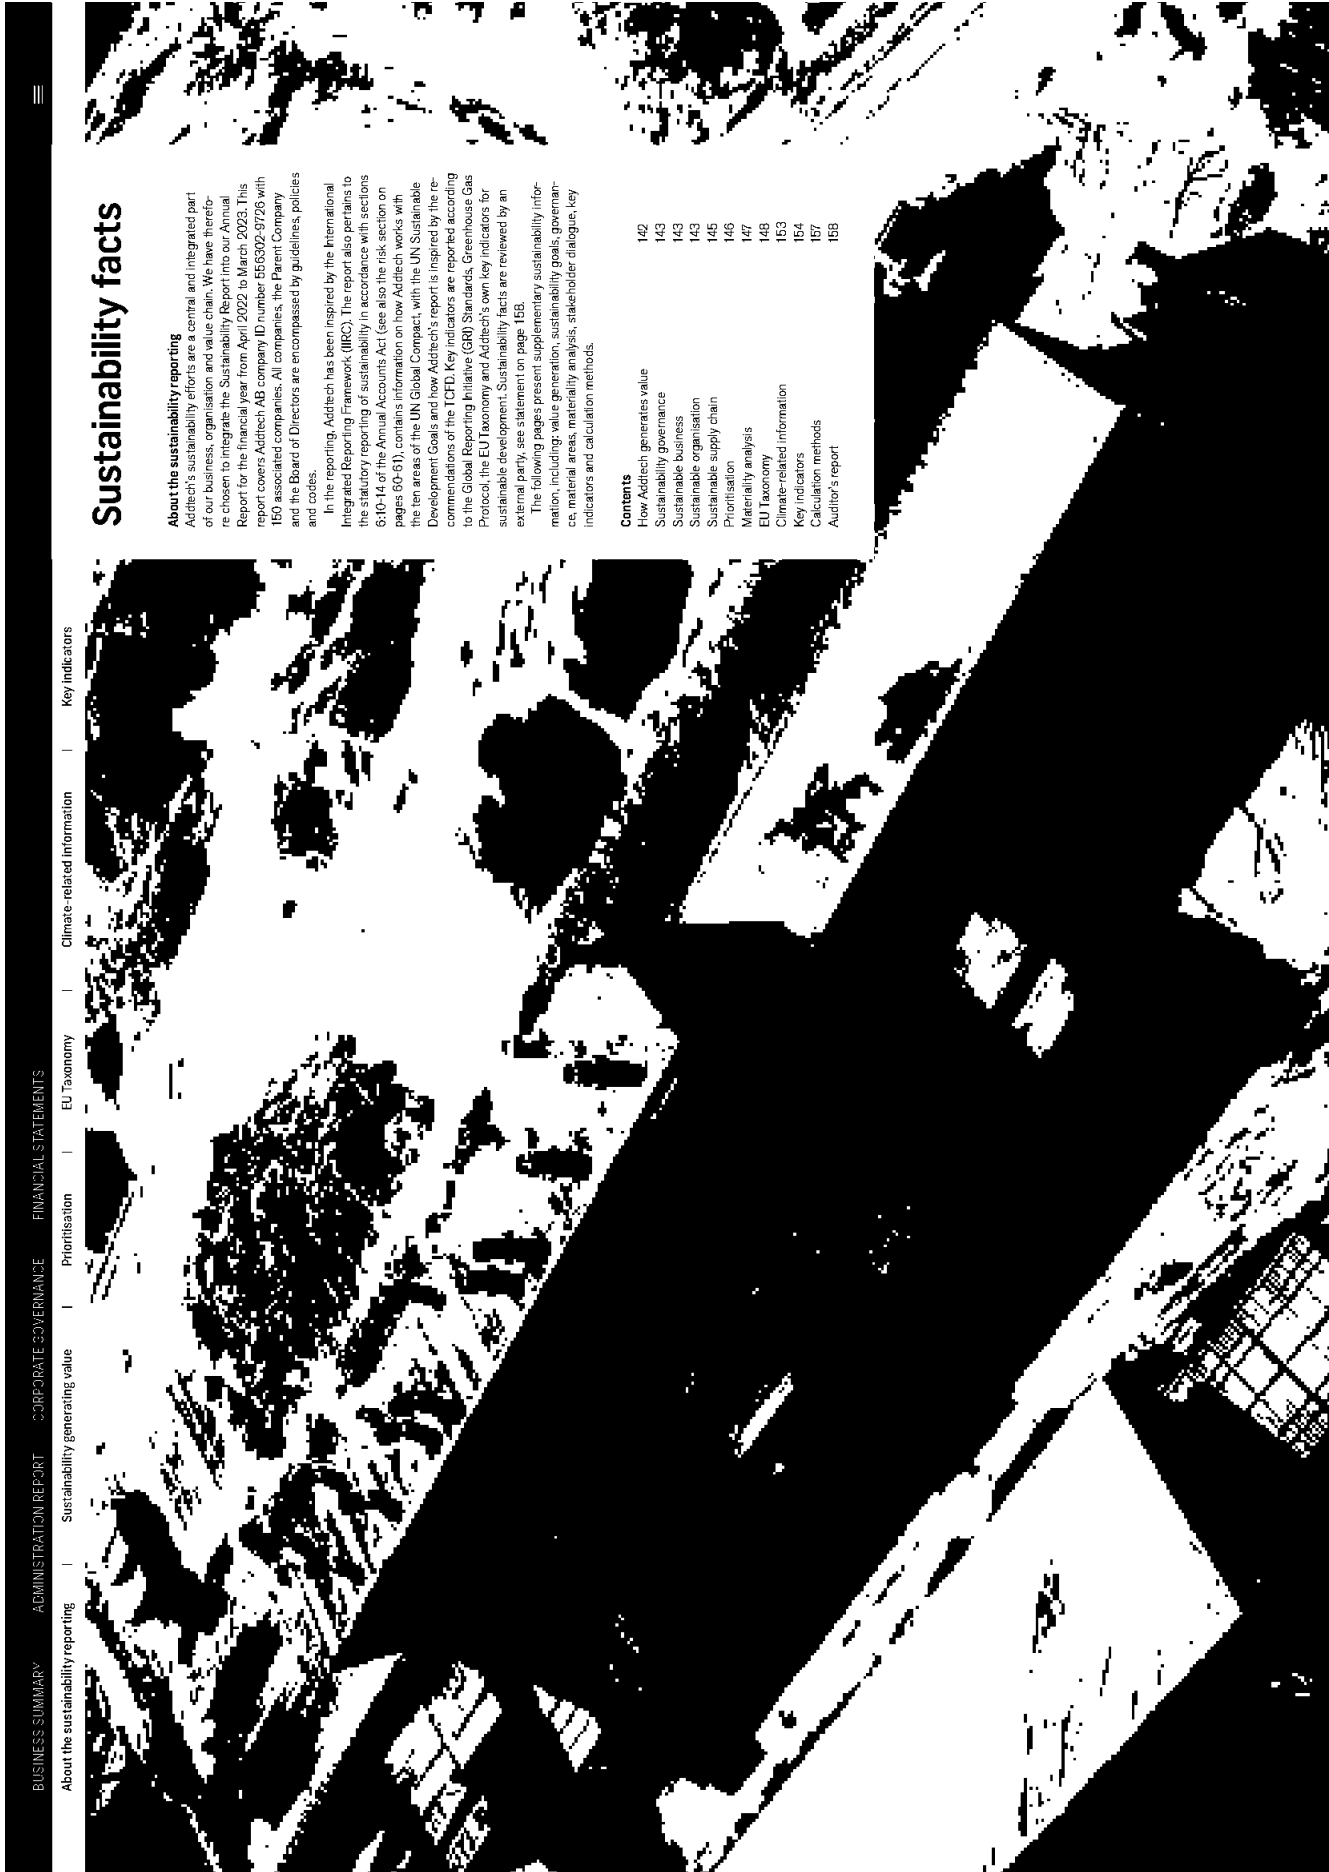 BUSINESS SUMMARY ADMINISTRATION REPORT CORPORATE GOVERNANCE FINANCIAL STATEMENTS
About the sustainability reporting | Sustainability generating value | Prioritisation | EU Taxonomy | Climate-related information | Key indicators
Sustainability facts
About the sustainability reporting
Addtech's sustainability efforts are a central and integrated part
of our business, organisation and value chain. We have therefo-
re chosen to integrate the Sustainability Report into our Annual
Report for the financial year from April 2022 to March 2023. This
report covers Addtech AB company ID number 556302-9726 with
150 associated companies. All companies, the Parent Company
and the Board of Directors are encompassed by guidelines, policies
and codes.
In the reporting, Addtech has been inspired by the International
Integrated Reporting Framework (IIRC). The report also pertains to
the statutory reporting of sustainability in accordance with sections
6:10-14 of the Annual Accounts Act (see also the risk section on
pages 60-61), contains information on how Addtech works with
the ten areas of the UN Global Compact, with the UN Sustainable
Development Goals and how Addtech's report is inspired by the re-
commendations of the TCFD. Key indicators are reported according
to the Global Reporting Initiative (GRI) Standards, Greenhouse Gas
Protocol, the EU Taxonomy and Addtech's own key indicators for
sustainable development. Sustainability facts are reviewed by an
external party, see statement on page 158.
The following pages present supplementary sustainability infor-
mation, including: value generation, sustainability goals, governan-
ce, material areas, materiality analysis, stakeholder dialogue, key
indicators and calculation methods.
Contents
How Addtech generates value 142
Sustainability governance 143
Sustainable business 143
Sustainable organisation 143
Sustainable supply chain 145
Prioritisation 146
Materiality analysis 147
EU Taxonomy 148
Climate-related information 153
Key indicators 154
Calculation methods 157
Auditor's report 158